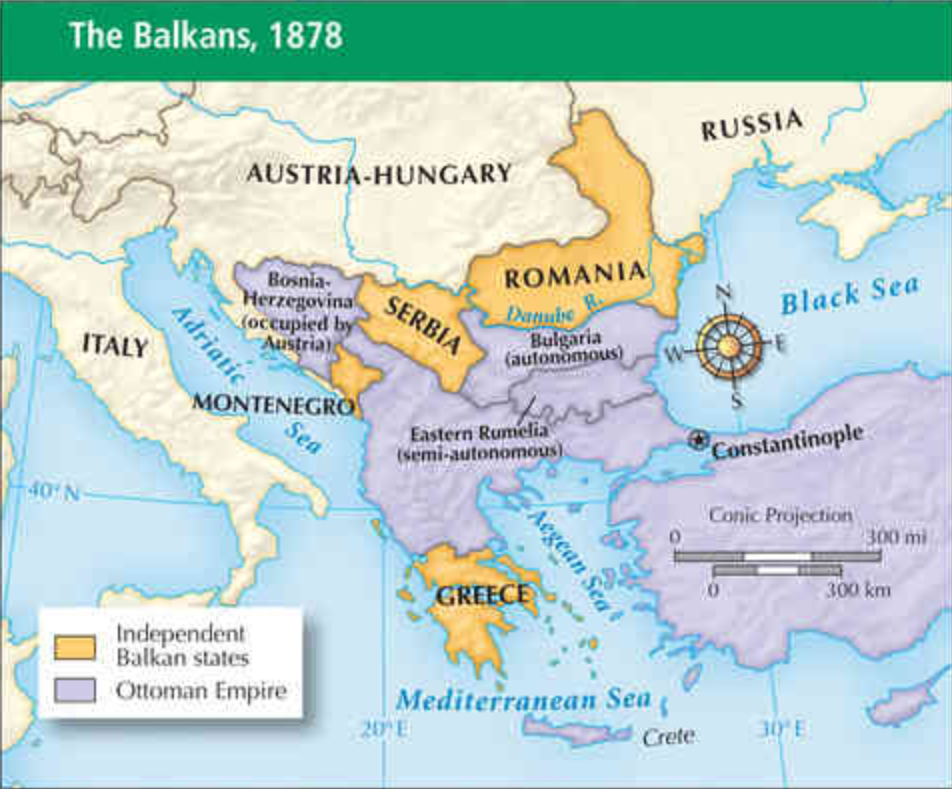 The Balkans, 1878
RUSSIA
AUSTRIA-HUNGARY
ROMANIA
Bosnia-
Herzegovina
(occupied by
Austria)
SERBIA
Danube R.
Black Sea
N
W
E
S
ITALY
Adriatic
Sea
Bulgaria
(autonomous)
MONTENEGRO
Eastern Rumelia
(semi-autonomous)
Constantinople
40°N
Aegean Sea
Conic Projection
0
300 mi
0
300 km
GREECE
Independent
Balkan states
Ottoman Empire
Mediterranean Sea
20°E
Crete
30°E